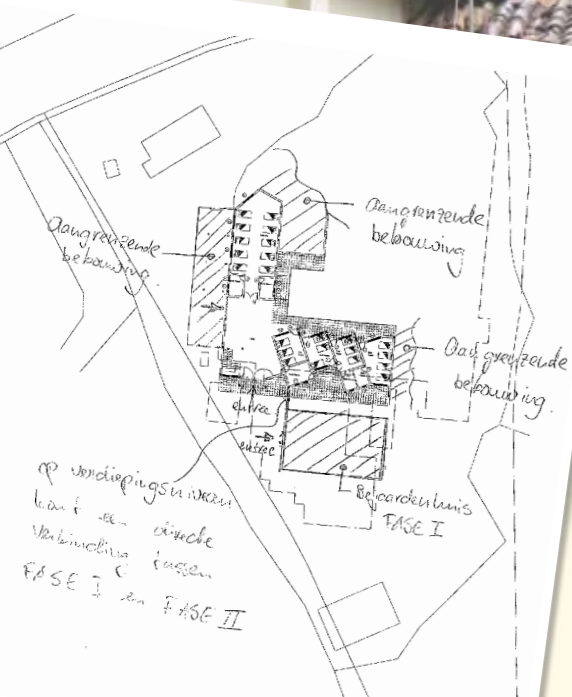 Aangrenzende
bebouwing
Aangrenzende
bebouwing.
Aangrenzende
bebouwing.
entree
entree
op verdiepingsniveau
komt een directe
verbinding tussen
FASE I en FASE II
Bejaardenhuis
FASE I